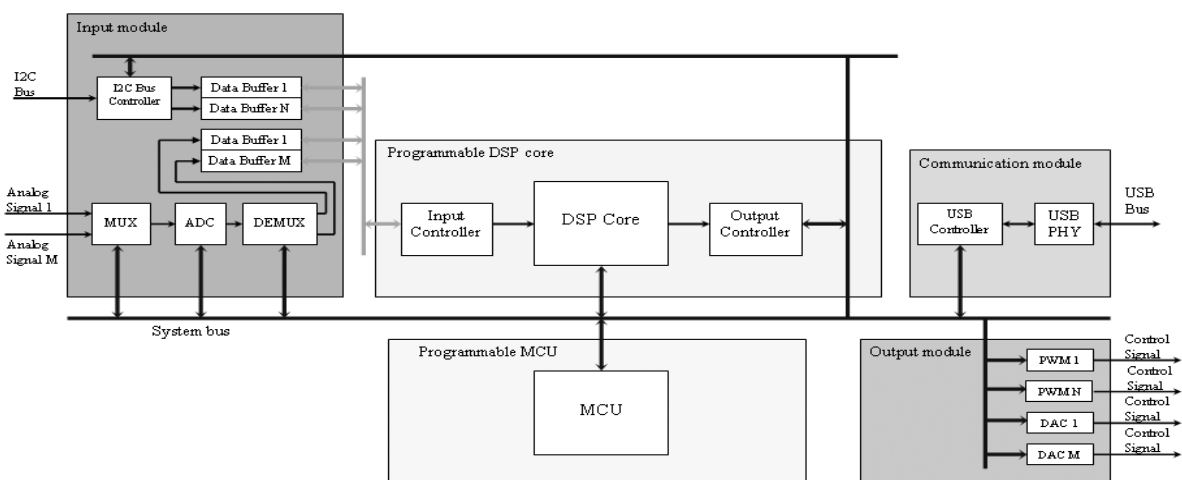 Input module
I2C
Bus
I2C Bus
Controller
Data Buffer 1
Data Buffer N
Data Buffer 1
Data Buffer M
Analog
Signal 1
Analog
Signal M
MUX
ADC
DEMUX
Programmable DSP core
Input
Controller
DSP Core
Output
Controller
Communication module
USB
Controller
USB
PHY
USB
Bus
System bus
Programmable MCU
MCU
Output module
PWM 1
PWM N
DAC 1
DAC M
Control
Signal
Control
Signal
Control
Signal
Control
Signal